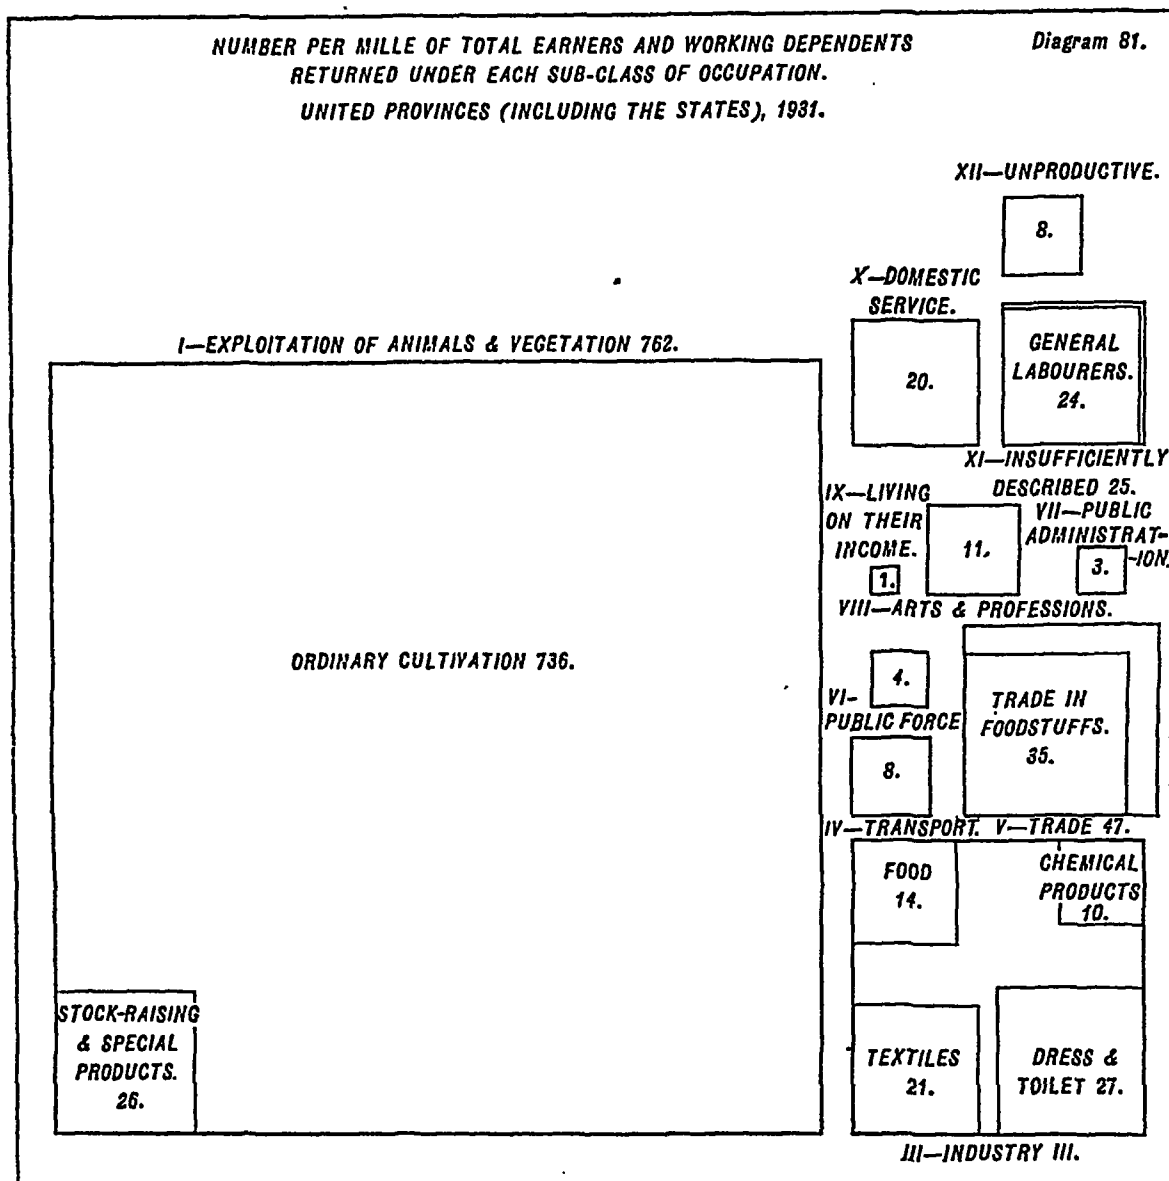 NUMBER PER MILLE OF TOTAL EARNERS AND WORKING DEPENDENTS
RETURNED UNDER EACH SUB-CLASS OF OCCUPATION.
UNITED PROVINCES (INCLUDING THE STATES), 1931.
Diagram 81.
XII—UNPRODUCTIVE.
8.
X—DOMESTIC
SERVICE.
20.
GENERAL
LABOURERS.
24.
XI—INSUFFICIENTLY
DESCRIBED 25.
I—EXPLOITATION OF ANIMALS & VEGETATION 762.
ORDINARY CULTIVATION 736.
STOCK-RAISING
& SPECIAL
PRODUCTS.
26.
IX—LIVING
ON THEIR
INCOME.
1.
11.
VII—PUBLIC
ADMINISTRAT-
-ION.
3.
VIII—ARTS & PROFESSIONS.
4.
VI—
PUBLIC FORCE
8.
TRADE IN
FOODSTUFFS.
35.
IV—TRANSPORT.
V—TRADE 47.
FOOD
14.
CHEMICAL
PRODUCTS
10.
TEXTILES
21.
DRESS &
TOILET 27.
III—INDUSTRY III.